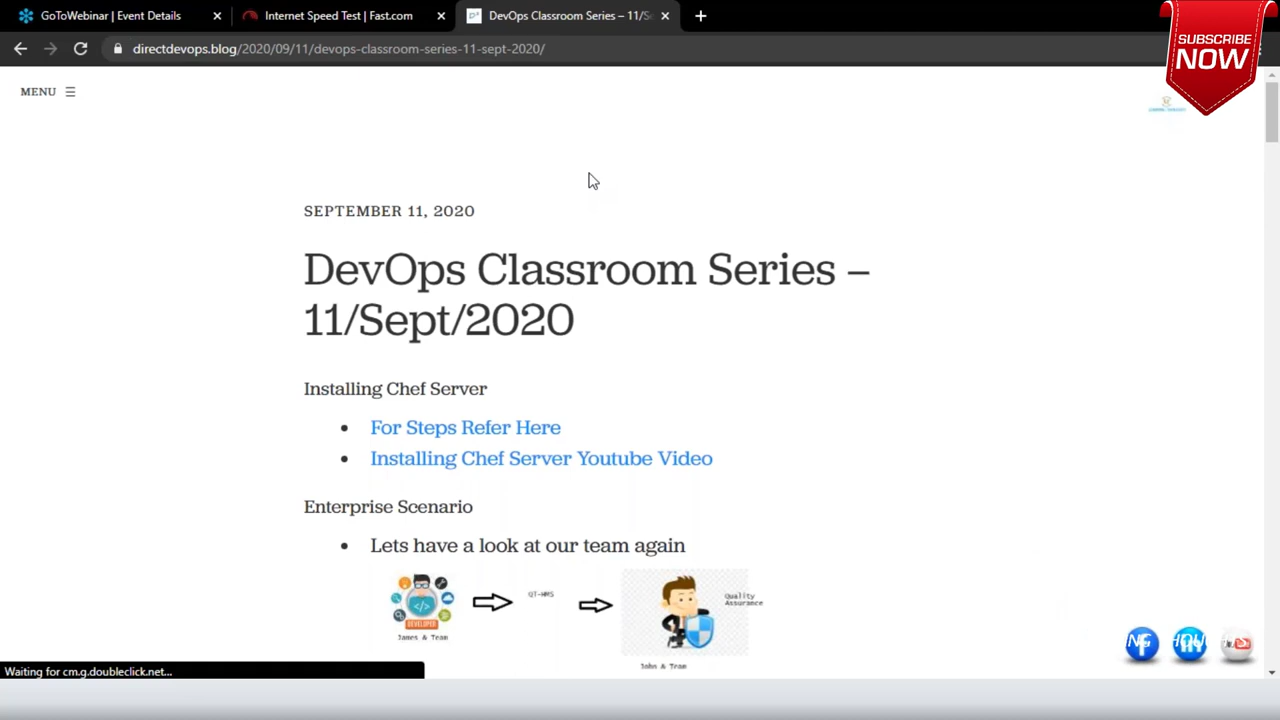 GoToWebinar | Event Details
Internet Speed Test | Fast.com
DevOps Classroom Series – 11/S
directdevops.blog/2020/09/11/devops-classroom-series-11-sept-2020/
SUBSCRIBE
NOW
MENU
SEPTEMBER 11, 2020
DevOps Classroom Series –
11/Sept/2020
Installing Chef Server
For Steps Refer Here
Installing Chef Server Youtube Video
Enterprise Scenario
Lets have a look at our team again
QT-HMS
Quality
Assurance
DEVELOPER
James & Team
John & Team
Waiting for cm.g.doubleclick.net...